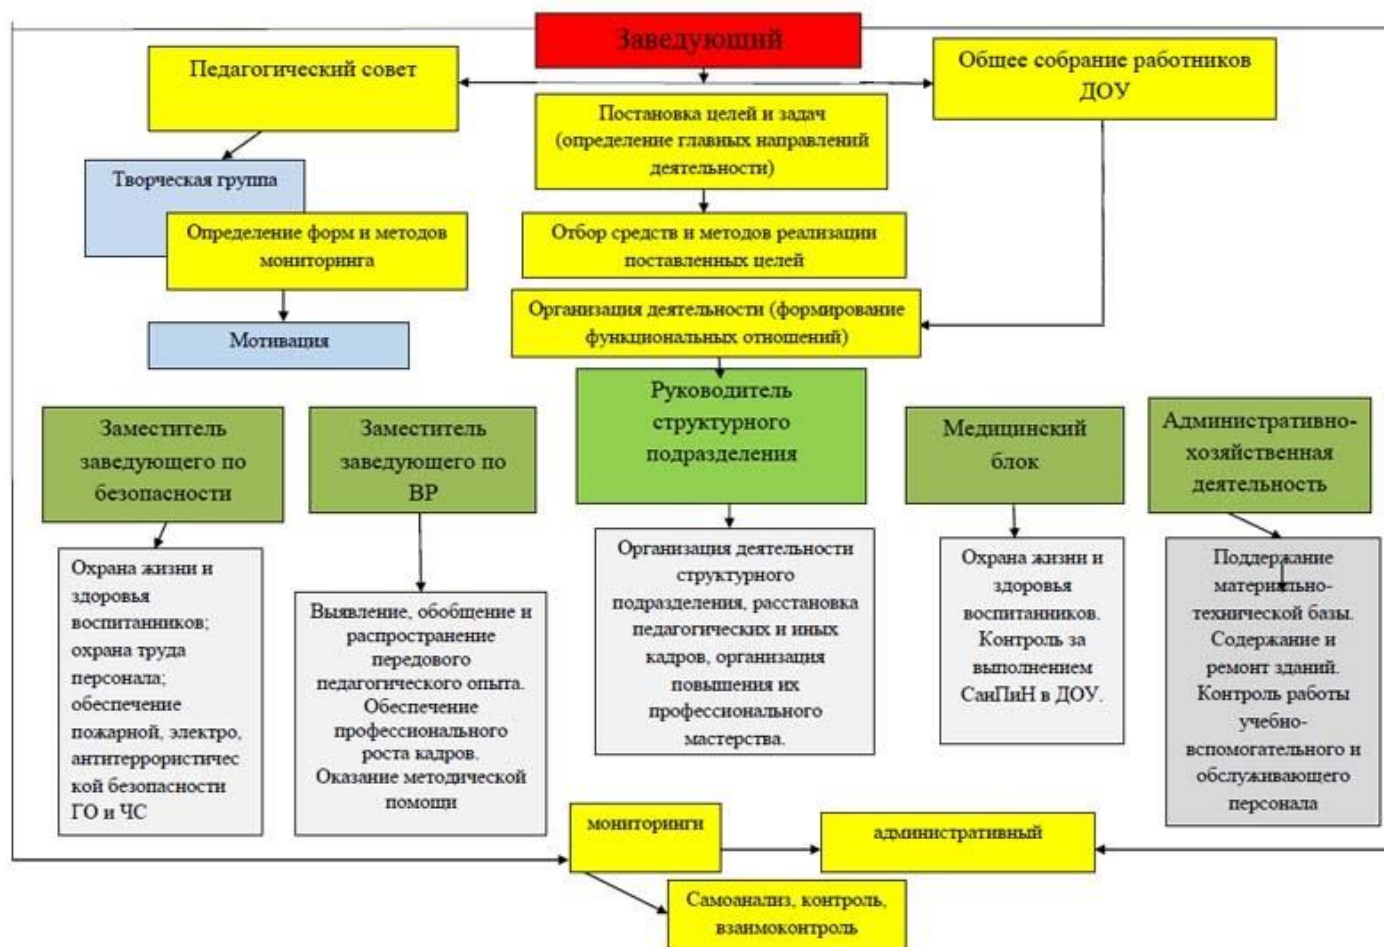 Заведующий
Педагогический совет
Общее собрание работников
ДОУ
Постановка целей и задач
(определение главных направлений
деятельности)
Творческая группа
Определение форм и методов
мониторинга
Отбор средств и методов реализации
поставленных целей
Организация деятельности (формирование
функциональных отношений)
Мотивация
Заместитель
заведующего по
безопасности
Заместитель
заведующего по
ВР
Руководитель
структурного
подразделения
Медицинский
блок
Административно-
хозяйственная
деятельность
Охрана жизни и
здоровья
воспитанников;
охрана труда
персонала;
обеспечение
пожарной, электро,
антитеррористичес
кой безопасности
ГО и ЧС
Выявление, обобщение и
распространение
передового
педагогического опыта.
Обеспечение
профессионального
роста кадров.
Оказание методической
помощи
Организация деятельности
структурного
подразделения, расстановка
педагогических и иных
кадров, организация
повышения их
профессионального
мастерства.
Охрана жизни и
здоровья
воспитанников.
Контроль за
выполнением
СанПиН в ДОУ.
Поддержание
материально-
технической базы.
Содержание и
ремонт зданий.
Контроль работы
учебно-
вспомогательного и
обслуживающего
персонала
мониторинги
административный
Самоанализ, контроль,
взаимоконтроль